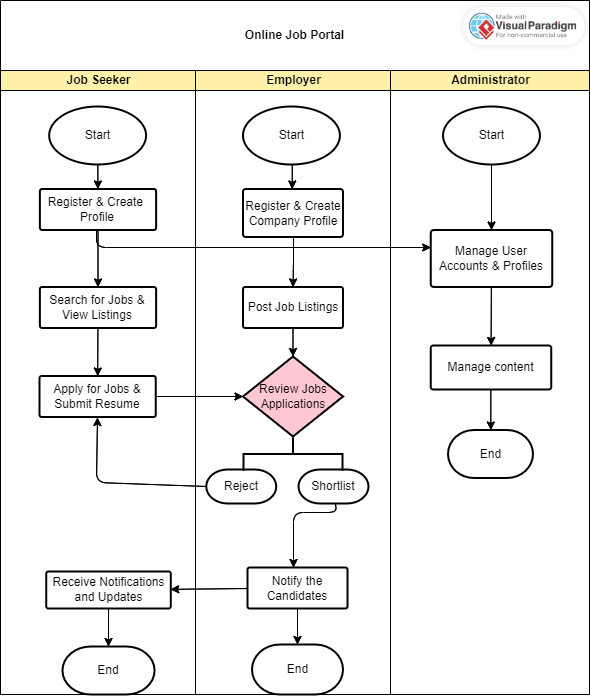 Made with
Visual Paradigm
For non-commercial use
Online Job Portal
Job Seeker
Employer
Administrator
Start
Start
Start
Register & Create
Profile
Register & Create
Company Profile
Manage User
Accounts & Profiles
Search for Jobs &
View Listings
Post Job Listings
Manage content
Apply for Jobs &
Submit Resume
Review Jobs
Applications
End
Reject
Shortlist
Receive Notifications
and Updates
Notify the
Candidates
End
End